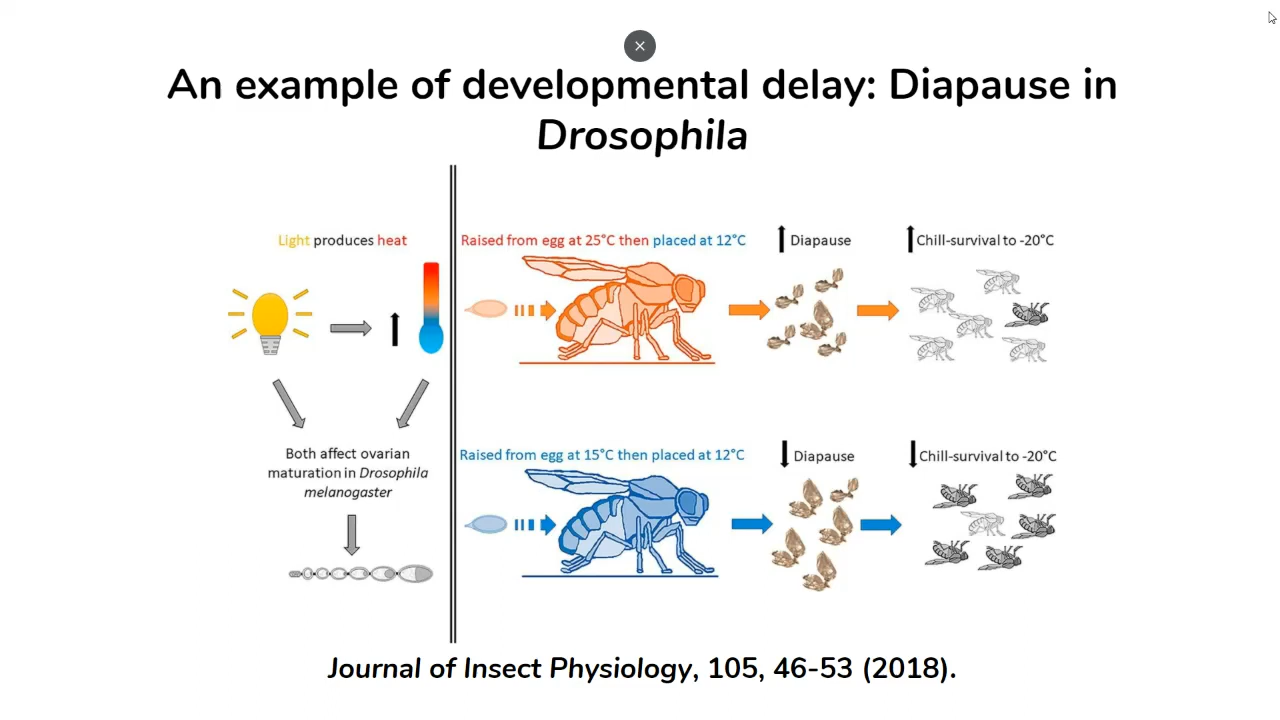 An example of developmental delay: Diapause in
Drosophila
Light produces heat
Both affect ovarian
maturation in Drosophila
melanogaster
Raised from egg at 25°C then placed at 12°C
Diapause
Chill-survival to -20°C
Raised from egg at 15°C then placed at 12°C
Diapause
Chill-survival to -20°C
Journal of Insect Physiology, 105, 46-53 (2018).